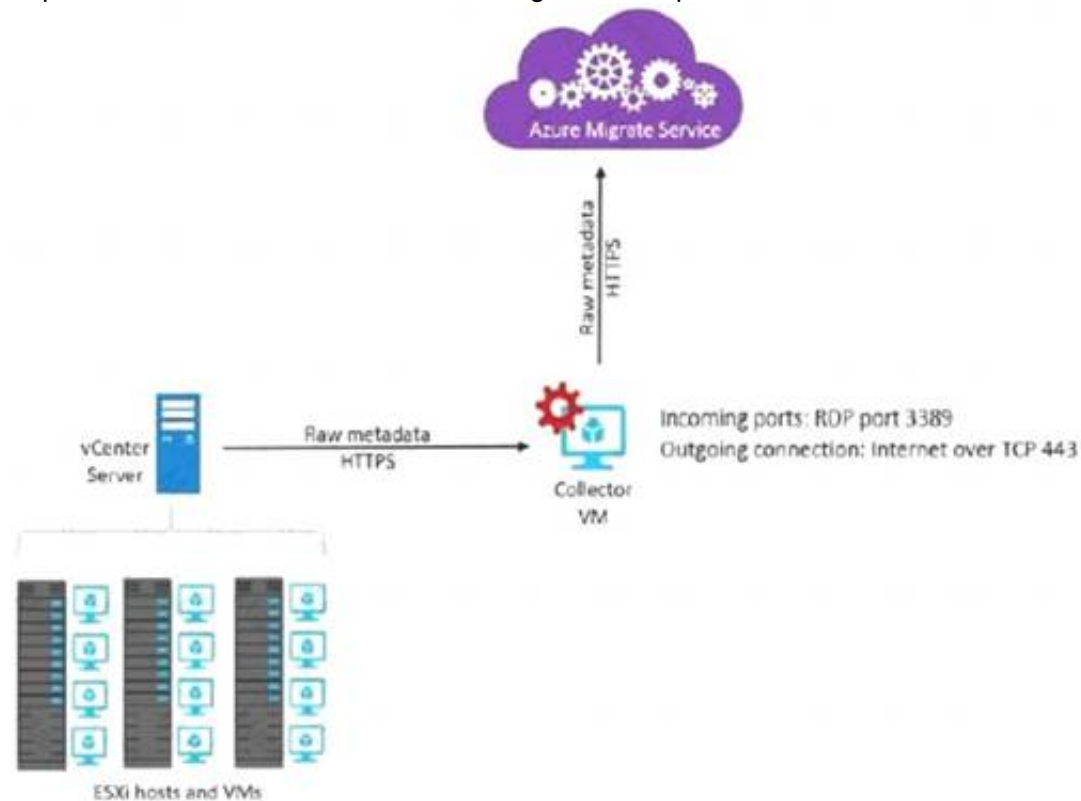 Azure Migrate Service
Raw metadata
HTTPS
vCenter
Server
Raw metadata
HTTPS
Collector
VM
Incoming ports: RDP port 3389
Outgoing connection: Internet over TCP 443
ESXi hosts and VMs